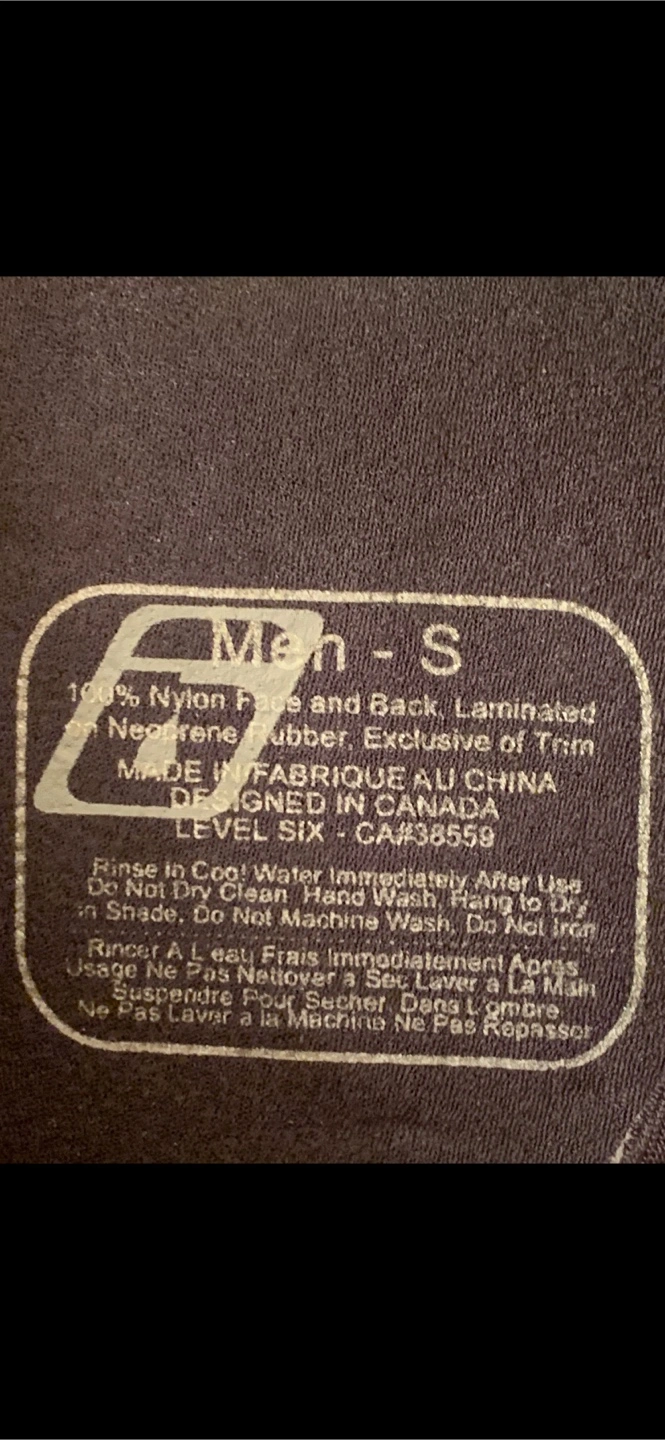 Men - S
100% Nylon Face and Back, Laminated
on Neoprene Rubber, Exclusive of Trim
MADE IN/FABRIQUE AU CHINA
DESIGNED IN CANADA
LEVEL SIX - CA#38559
Rinse in Cool Water Immediately After Use
Do Not Dry Clean, Hand Wash, Hang to Dry
in Shade, Do Not Machine Wash, Do Not Iron
Rincer A L eau Frais Immediatement Apres
Usage Ne Pas Nettoyer a Sec Laver a La Main
Suspendre Pour Secher Dans L ombre
Ne Pas Laver a la Machine Ne Pas Repasser